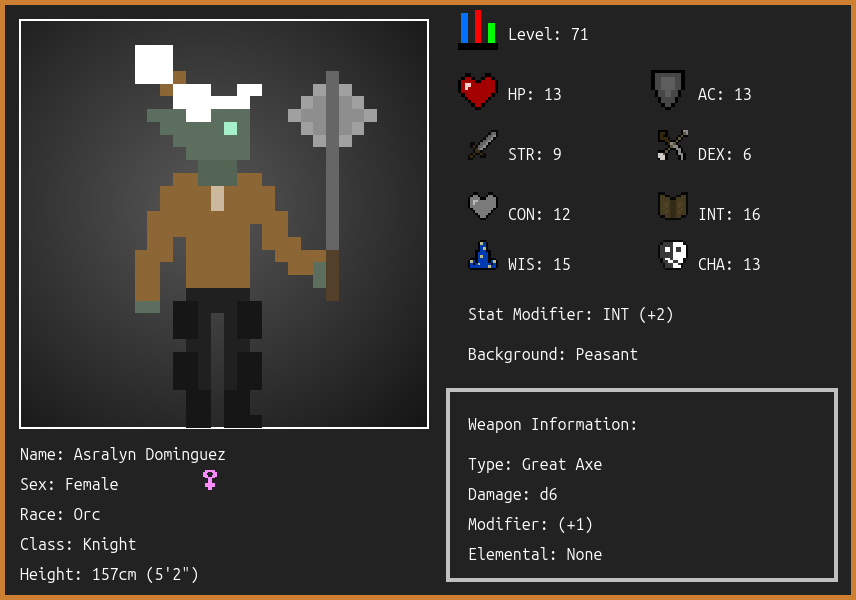 Level: 71
HP: 13
AC: 13
STR: 9
DEX: 6
CON: 12
INT: 16
WIS: 15
CHA: 13
Stat Modifier: INT (+2)
Background: Peasant
Weapon Information:
Type: Great Axe
Damage: d6
Modifier: (+1)
Elemental: None
Name: Asralyn Dominguez
Sex: Female
Race: Orc
Class: Knight
Height: 157cm (5'2")